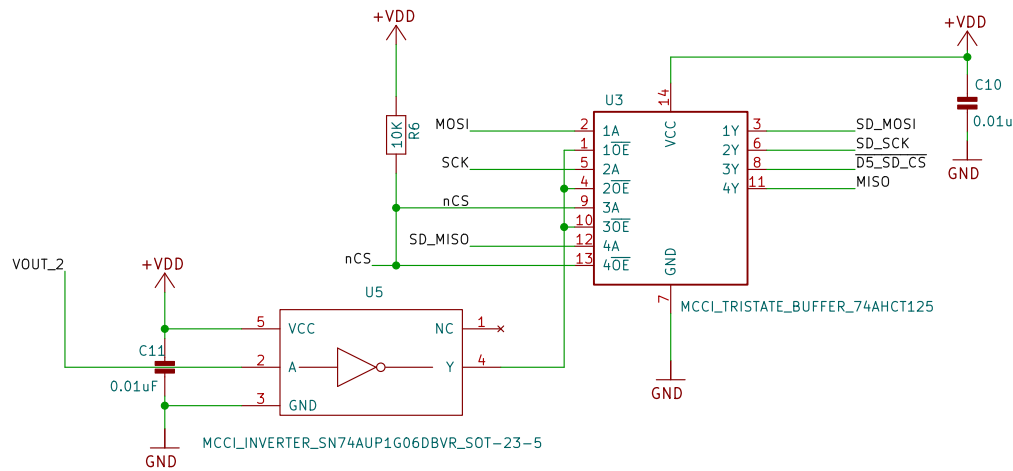 +VDD
+VDD
C10
0.01u
GND
U3
14
VCC
10K
R6
MOSI
2
1A
1Y
3
SD_MOSI
1
1OE
2Y
6
SD_SCK
SCK
5
2A
3Y
8
D5_SD_CS
4
2OE
4Y
11
MISO
nCS
9
3A
10
3OE
SD_MISO
12
4A
nCS
13
4OE
GND
7
MCCI_TRISTATE_BUFFER_74AHCT125
GND
VOUT_2
+VDD
U5
5
VCC
NC
1
C11
2
A
Y
4
0.01uF
3
GND
MCCI_INVERTER_SN74AUP1G06DBVR_SOT-23-5
GND